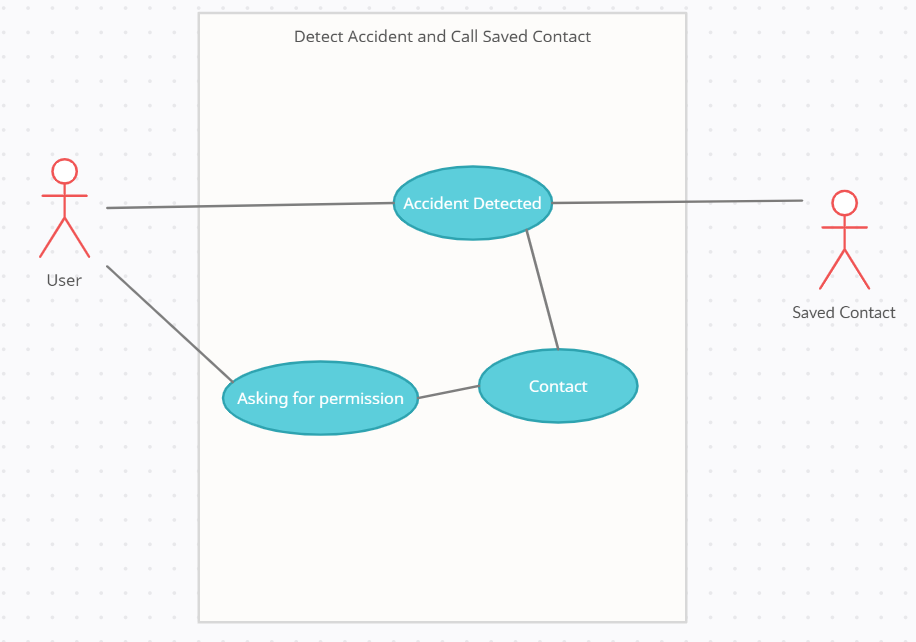 Detect Accident and Call Saved Contact
Accident Detected
User
Saved Contact
Asking for permission
Contact